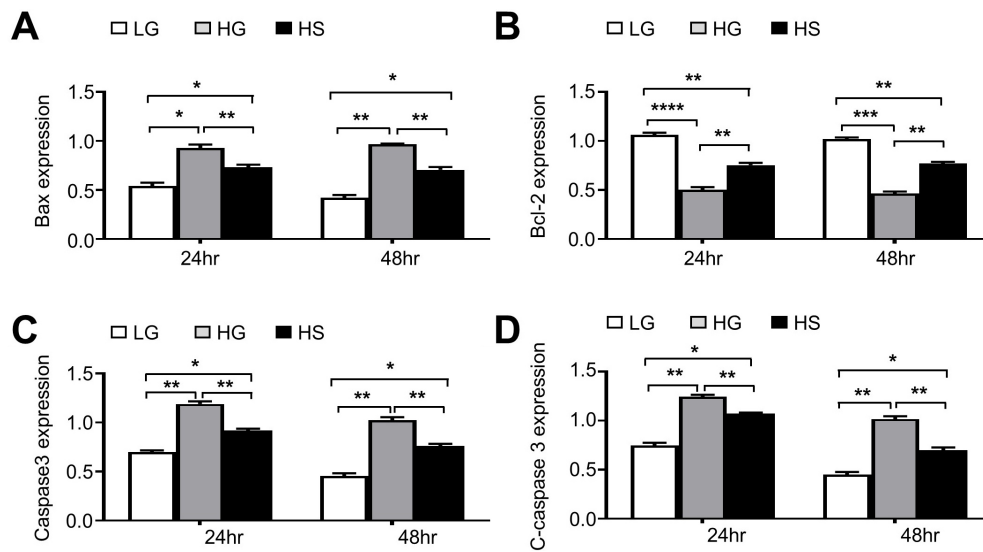 A
LG HG HS
Bax expression
1.5
1.0
0.5
0.0
*
* **
*
** **
24hr 48hr
B
LG HG HS
Bcl-2 expression
1.5
1.0
0.5
0.0
**
****
**
**
***
**
24hr 48hr
C
LG HG HS
Caspase3 expression
1.5
1.0
0.5
0.0
*
** **
*
** **
24hr 48hr
D
LG HG HS
C-caspase 3 expression
1.5
1.0
0.5
0.0
*
** **
*
** **
24hr 48hr